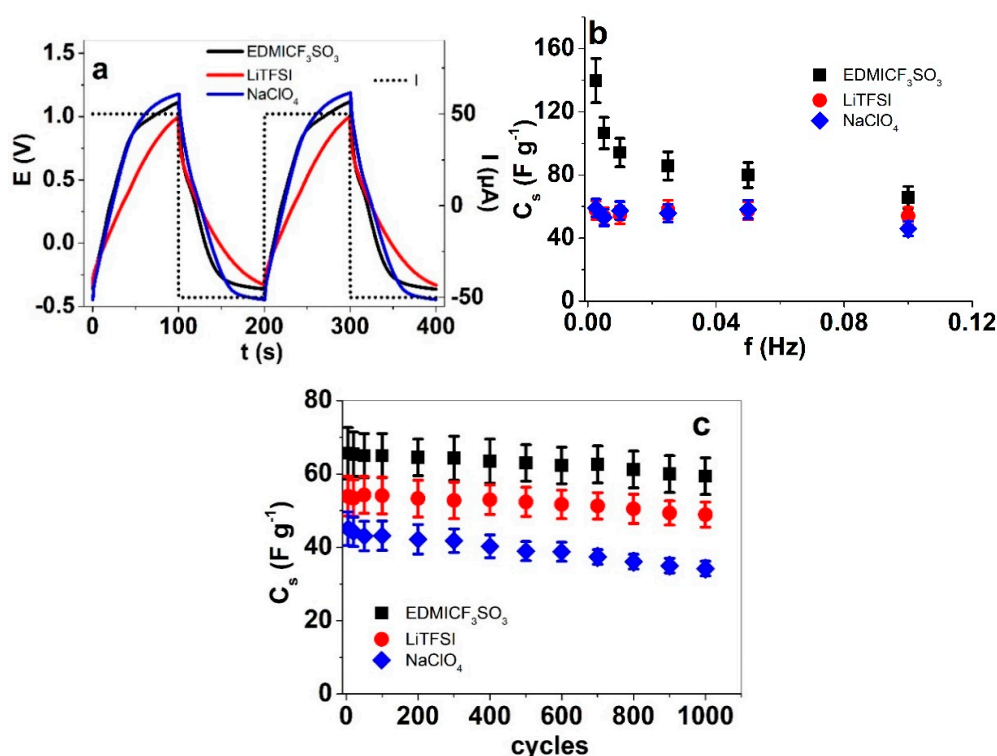 a
EDMICF₃SO₃
LiTFSI
NaClO₄
I
1.5
1.0
0.5
0.0
-0.5
E (V)
50
0
-50
I (µA)
0 100 200 300 400
t (s)
b
EDMICF₃SO₃
LiTFSI
NaClO₄
160
120
80
40
0
Cₛ (F g⁻¹)
0.00 0.04 0.08 0.12
f (Hz)
c
80
60
40
20
0
Cₛ (F g⁻¹)
EDMICF₃SO₃
LiTFSI
NaClO₄
0 200 400 600 800 1000
cycles